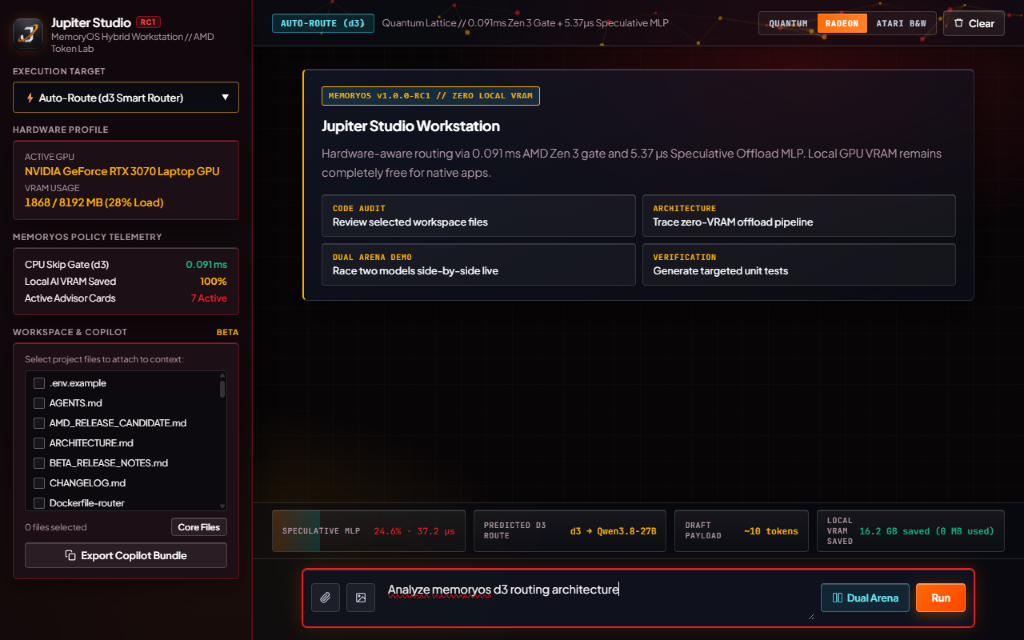 Jupiter Studio RC1
MemoryOS Hybrid Workstation // AMD
Token Lab
EXECUTION TARGET
Auto-Route (d3 Smart Router)
HARDWARE PROFILE
ACTIVE GPU
NVIDIA GeForce RTX 3070 Laptop GPU
VRAM USAGE
1868 / 8192 MB (28% Load)
MEMORYOS POLICY TELEMETRY
CPU Skip Gate (d3) 0.091 ms
Local AI VRAM Saved 100%
Active Advisor Cards 7 Active
WORKSPACE & COPILOT BETA
Select project files to attach to context:
.env.example
AGENTS.md
AMD_RELEASE_CANDIDATE.md
ARCHITECTURE.md
BETA_RELEASE_NOTES.md
CHANGELOG.md
Dockerfile-router
0 files selected Core Files
Export Copilot Bundle
AUTO-ROUTE (d3) Quantum Lattice // 0.091ms Zen 3 Gate + 5.37µs Speculative MLP QUANTUM RADEON ATARI B&W Clear
MEMORYOS v1.0.0-RC1 // ZERO LOCAL VRAM
Jupiter Studio Workstation
Hardware-aware routing via 0.091 ms AMD Zen 3 gate and 5.37 µs Speculative Offload MLP. Local GPU VRAM remains
completely free for native apps.
CODE AUDIT
Review selected workspace files
ARCHITECTURE
Trace zero-VRAM offload pipeline
DUAL ARENA DEMO
Race two models side-by-side live
VERIFICATION
Generate targeted unit tests
SPECULATIVE MLP 24.6% · 37.2 µs
PREDICTED D3
ROUTE
d3 → Qwen3.8-27B
DRAFT
PAYLOAD
~10 tokens
LOCAL
VRAM
SAVED
16.2 GB saved (0 MB used)
Analyze memoryos d3 routing architecture
Dual Arena
Run